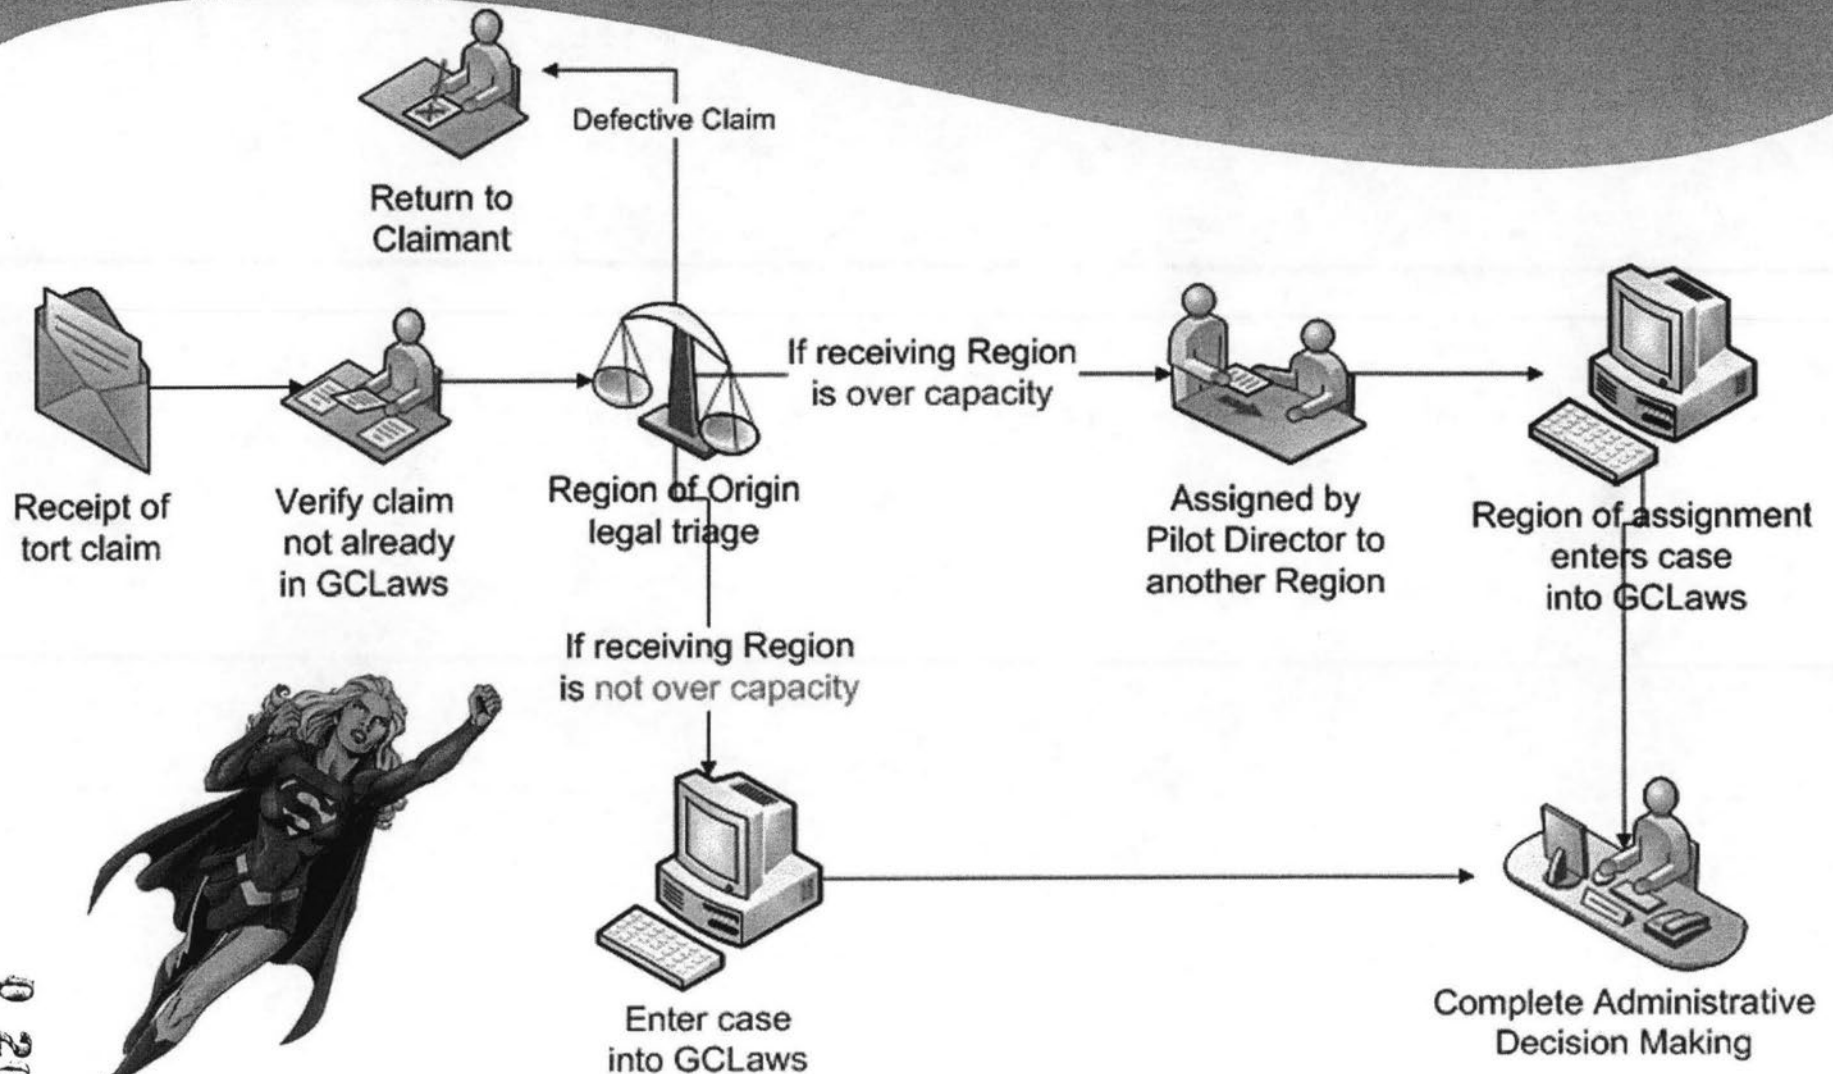 Defective Claim
Return to
Claimant
Receipt of
tort claim
Verify claim
not already
in GCLaws
Region of Origin
legal triage
If receiving Region
is over capacity
Assigned by
Pilot Director to
another Region
Region of assignment
enters case
into GCLaws
If receiving Region
is not over capacity
S
Enter case
into GCLaws
Complete Administrative
Decision Making